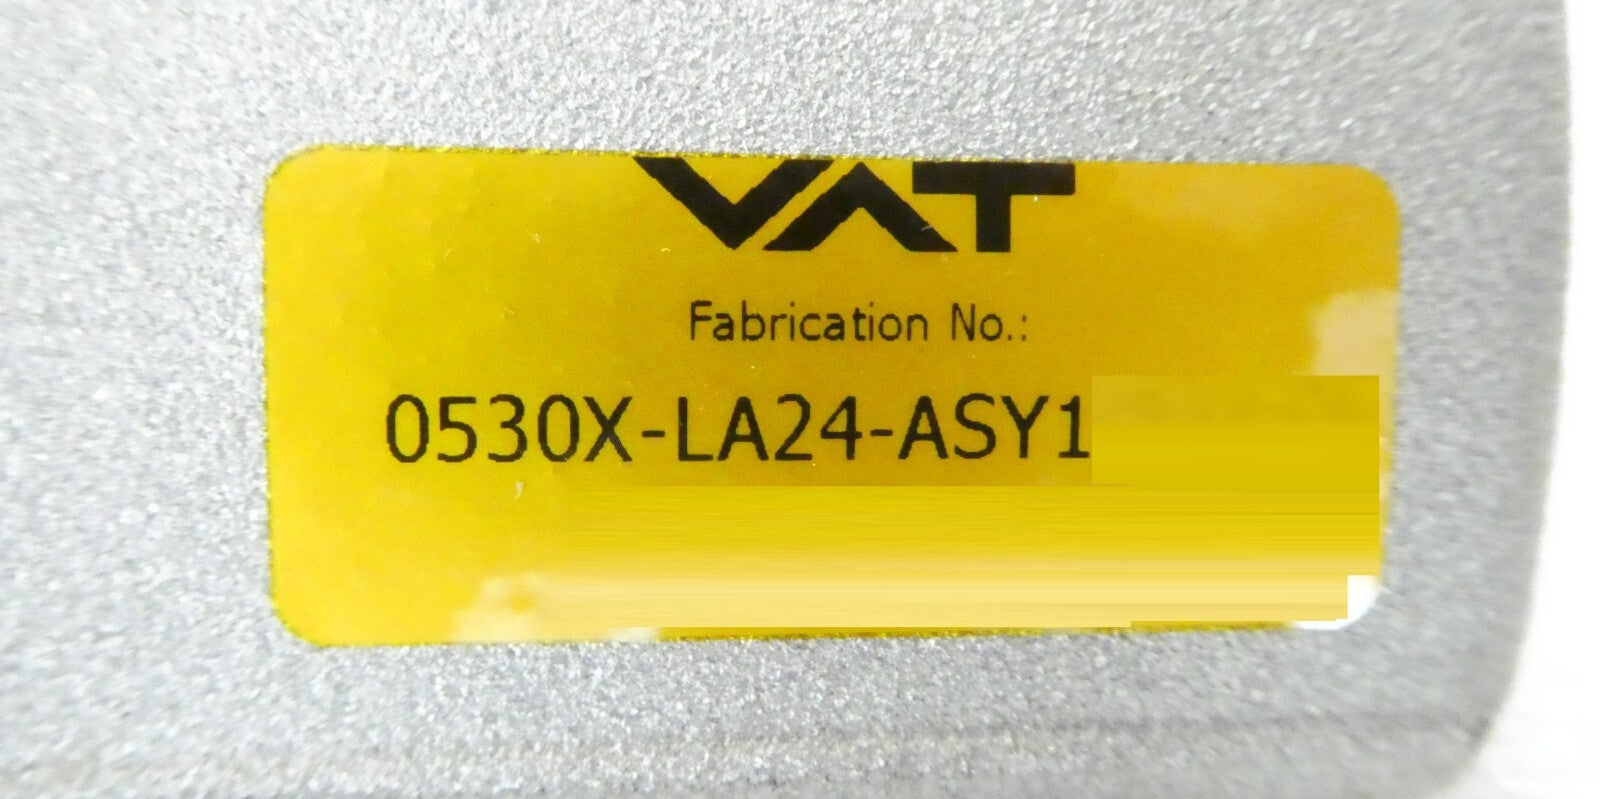 VAT
Fabrication No.:
0530X-LA24-ASY1